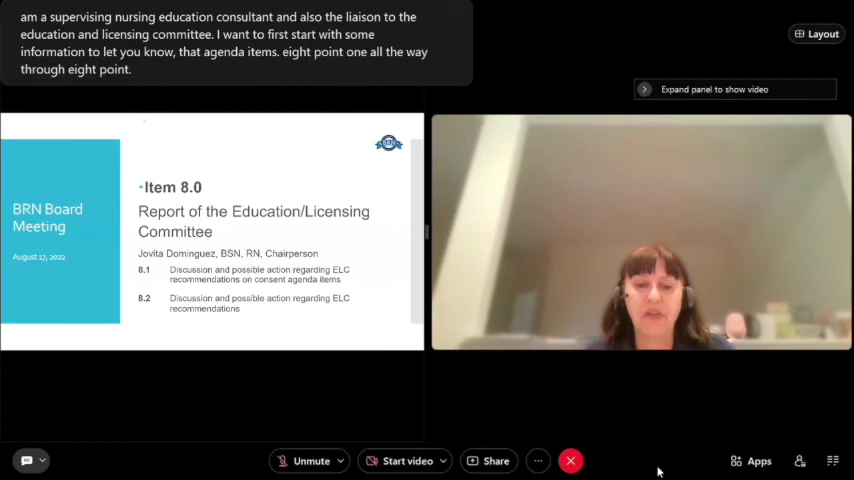 am a supervising nursing education consultant and also the liaison to the
education and licensing committee. I want to first start with some
information to let you know, that agenda items. eight point one all the way
through eight point.
Layout
Expand panel to show video
BRN
BRN Board
Meeting
August 17, 2022
•Item 8.0
Report of the Education/Licensing
Committee
Jovita Dominguez, BSN, RN, Chairperson
8.1 Discussion and possible action regarding ELC
recommendations on consent agenda items
8.2 Discussion and possible action regarding ELC
recommendations
Unmute
Start video
Share
Apps